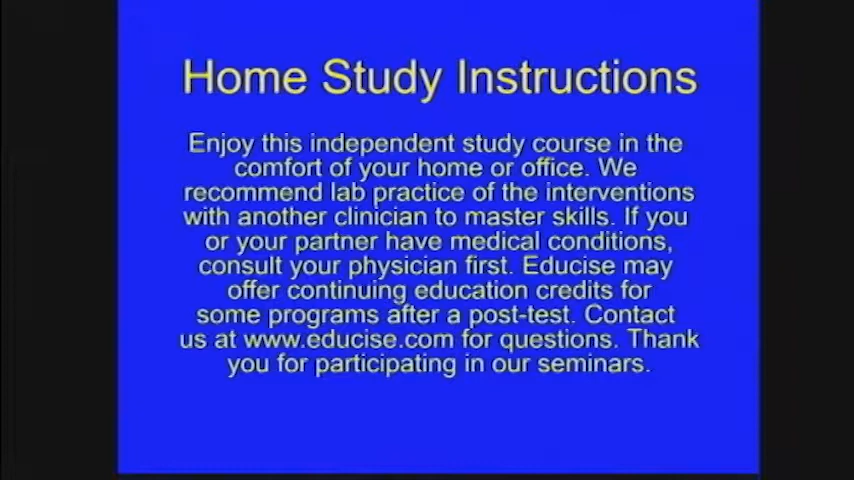 Home Study Instructions
Enjoy this independent study course in the
comfort of your home or office. We
recommend lab practice of the interventions
with another clinician to master skills. If you
or your partner have medical conditions,
consult your physician first. Educise may
offer continuing education credits for
some programs after a post-test. Contact
us at www.educise.com for questions. Thank
you for participating in our seminars.